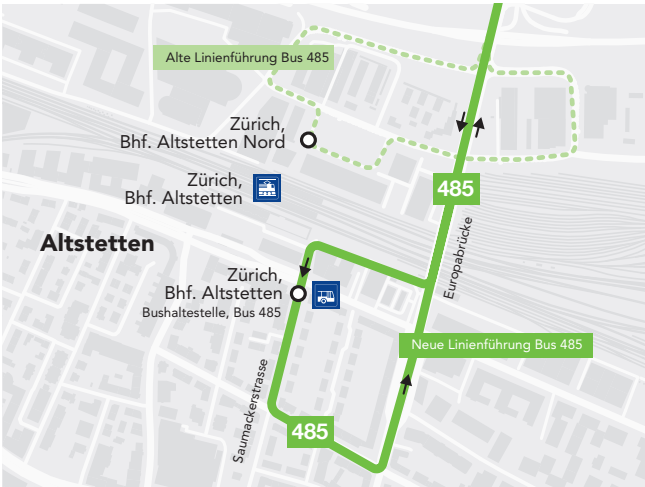 Alte Linienführung Bus 485
Zürich,
Bhf. Altstetten Nord
Zürich,
Bhf. Altstetten
485
Altstetten
Europabrücke
Zürich,
Bhf. Altstetten
Bushaltestelle, Bus 485
Neue Linienführung Bus 485
Saumackerstrasse
485